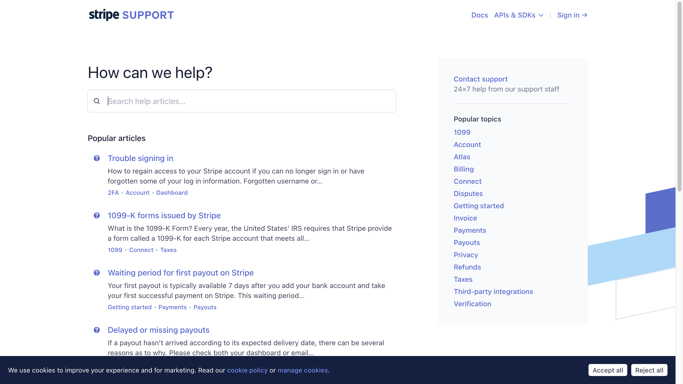 stripe SUPPORT
Docs APIs & SDKs Sign in →
How can we help?
Search help articles...
Popular articles
Trouble signing in
How to regain access to your Stripe account if you can no longer sign in or have
forgotten some of your log in information. Forgotten username or...
2FA · Account · Dashboard
1099-K forms issued by Stripe
What is the 1099-K Form? Every year, the United States' IRS requires that Stripe provide
a form called a 1099-K for each Stripe account that meets all...
1099 · Connect · Taxes
Waiting period for first payout on Stripe
Your first payout is typically available 7 days after you add your bank account and take
your first successful payment on Stripe. This waiting period...
Getting started · Payments · Payouts
Delayed or missing payouts
If a payout hasn't arrived according to its expected delivery date, there can be several
reasons as to why. Please check both your dashboard or email...
Contact support
24×7 help from our support staff
Popular topics
1099
Account
Atlas
Billing
Connect
Disputes
Getting started
Invoice
Payments
Payouts
Privacy
Refunds
Taxes
Third-party integrations
Verification
We use cookies to improve your experience and for marketing. Read our cookie policy or manage cookies.
Accept all
Reject all